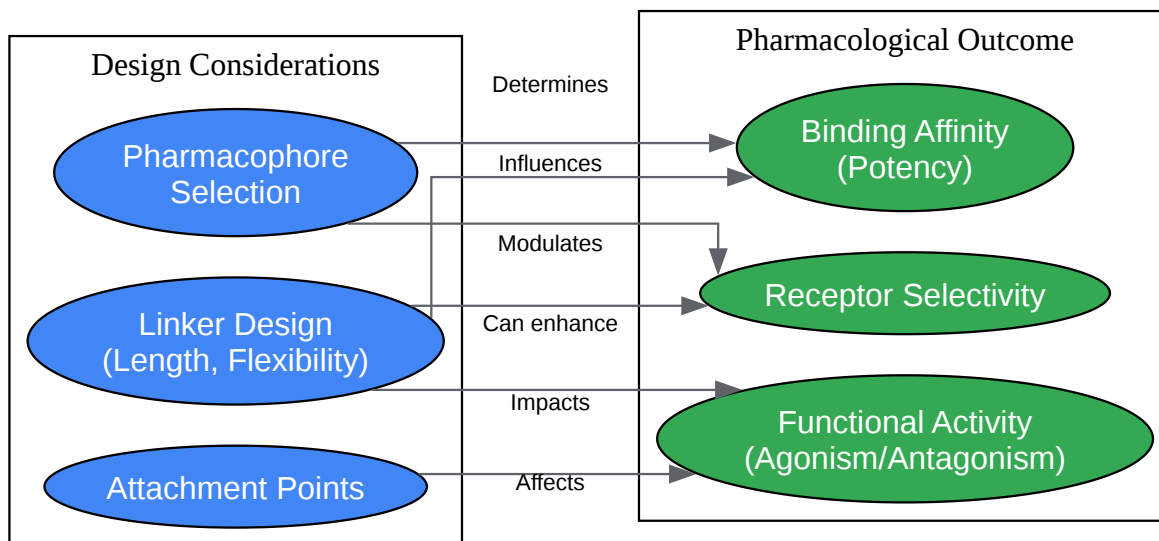 Design Considerations
Pharmacophore
Selection
Linker Design
(Length, Flexibility)
Attachment Points
Determines
Influences
Modulates
Can enhance
Impacts
Affects
Pharmacological Outcome
Binding Affinity
(Potency)
Receptor Selectivity
Functional Activity
(Agonism/Antagonism)